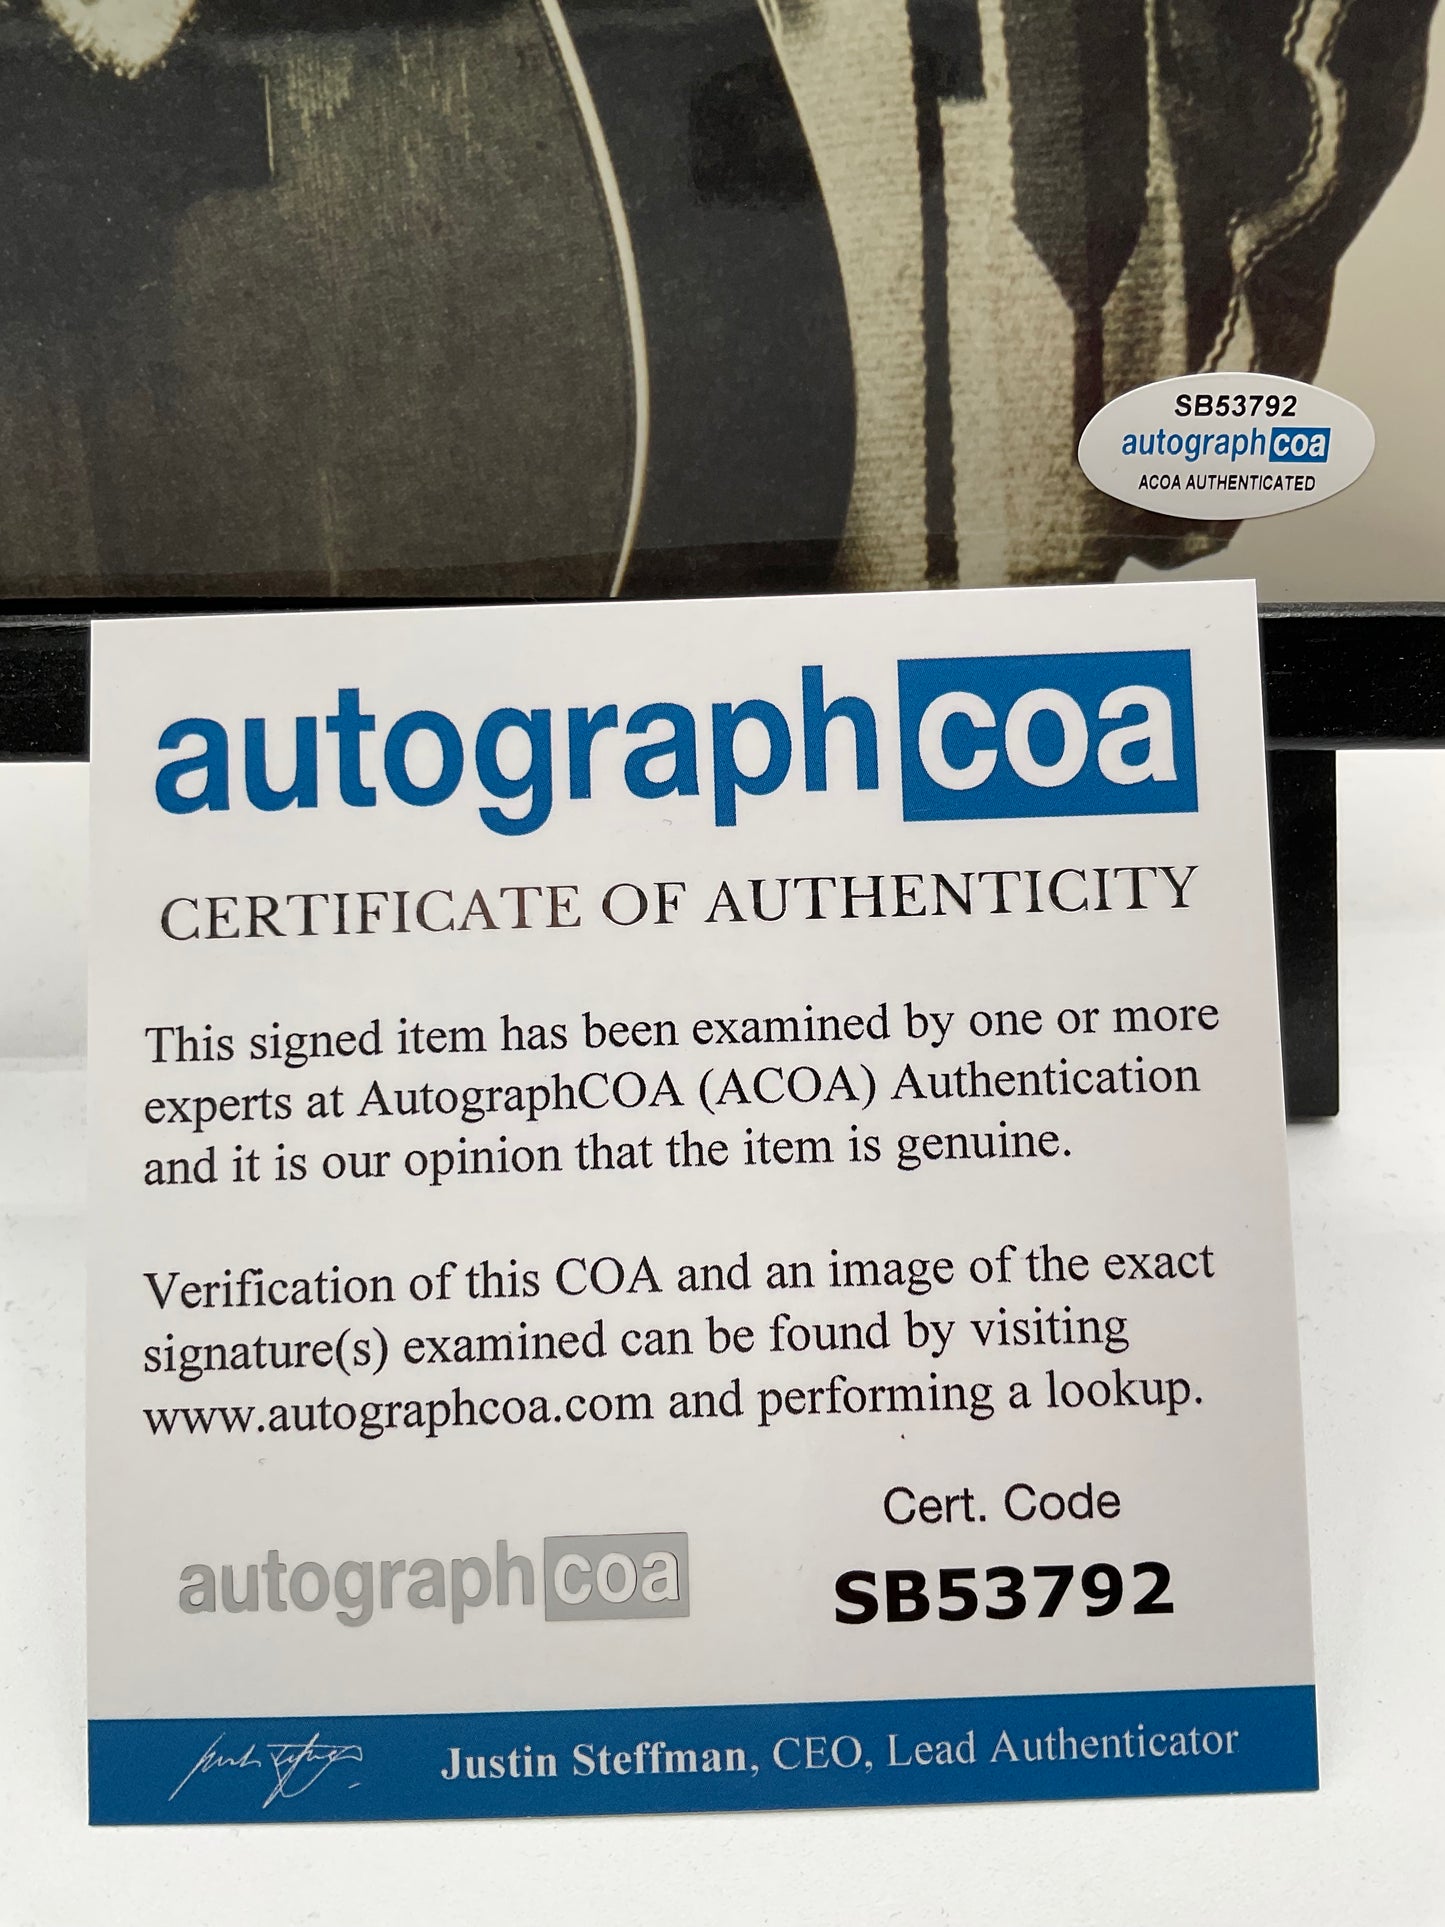 SB53792
autographcoa
ACOA AUTHENTICATED
autographcoa
CERTIFICATE OF AUTHENTICITY
This signed item has been examined by one or more
experts at AutographCOA (ACOA) Authentication
and it is our opinion that the item is genuine.
Verification of this COA and an image of the exact
signature(s) examined can be found by visiting
www.autographcoa.com and performing a lookup.
Cert. Code
autographcoa
SB53792
Justin Steffman, CEO, Lead Authenticator